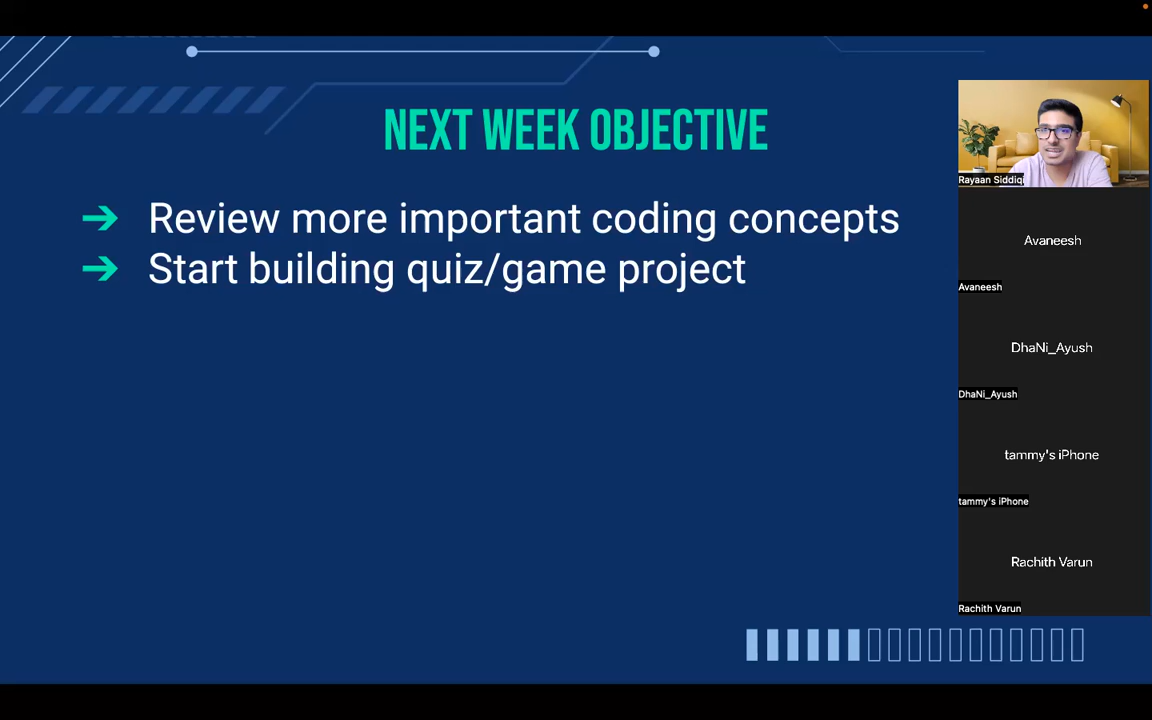 NEXT WEEK OBJECTIVE
➔ Review more important coding concepts
➔ Start building quiz/game project
Rayaan Siddiqi
Avaneesh
Avaneesh
DhaNi_Ayush
DhaNi_Ayush
tammy's iPhone
tammy's iPhone
Rachith Varun
Rachith Varun